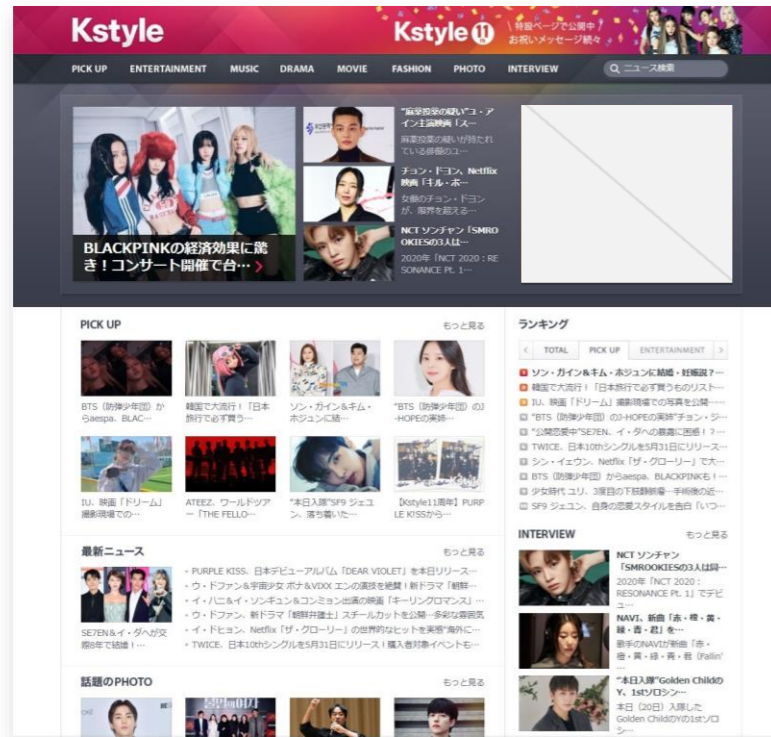 Kstyle
Kstyle 11
特設ページで公開中
お祝いメッセージ続々
PICK UP ENTERTAINMENT MUSIC DRAMA MOVIE FASHION PHOTO INTERVIEW
ニュース検索
BLACKPINKの経済効果に驚
き！コンサート開催で台…
“麻薬投薬の疑い”ユ・ア
イン主演映画「スー
麻薬投薬の疑いが持たれ
ている俳優のユ…
チョン・ドヨン、Netflix
映画「キル・ボ…
女優のチョン・ドヨン
が、限界を超える…
NCT ソンチャン「SMRO
OKIESの3人は…
2020年「NCT 2020：RE
SONANCE Pt. 1…
PICK UP
もっと見る
BTS（防弾少年団）か
らaespa、BLAC…
韓国で大流行！「日本
旅行で必ず買う…
ソン・ガイン＆キム・
ホジュンに結…
“BTS（防弾少年団）のJ
-HOPEの実姉…
IU、映画「ドリーム」
撮影現場での…
ATEEZ、ワールドツア
ー「THE FELLO…
“本日入隊”SF9 ジェユ
ン、落ち着いた…
【Kstyle11周年】PURP
LE KISSから…
最新ニュース
もっと見る
SE7EN＆イ・ダヘが交
際8年で結婚！…
- PURPLE KISS、日本デビューアルバム「DEAR VIOLET」を本日リリース…
- ウ・ドファン＆宇宙少女 ボナ＆VIXX エンの演技を絶賛！新ドラマ「朝鮮…
- イ・ハニ＆イ・ソンギュン＆コンミョン出演の映画「キーリングロマンス」…
- ウ・ドファン、新ドラマ「朝鮮弁護士」スチールカットを公開…多彩な雰囲気
- イ・ドヒョン、Netflix「ザ・グローリー」の世界的なヒットを実感“海外に…
- TWICE、日本10thシングルを5月31日にリリース！購入者対象イベントも…
話題のPHOTO
もっと見る
ランキング
TOTAL PICK UP ENTERTAINMENT
ソン・ガイン＆キム・ホジュンに結婚・妊娠説？…
韓国で大流行！「日本旅行で必ず買うものリスト…
IU、映画「ドリーム」撮影現場での写真を公開……
“BTS（防弾少年団）のJ-HOPEの実姉”チョン・ジ…
“公開恋愛中”SE7EN、イ・ダヘの暴露に困惑！？…
TWICE、日本10thシングルを5月31日にリリース…
シン・イェウン、Netflix「ザ・グローリー」で大…
BTS（防弾少年団）からaespa、BLACKPINKも！…
少女時代 ユリ、3度目の下肢静脈瘤…手術後の近…
SF9 ジェユン、自身の恋愛スタイルを告白「いつ…
INTERVIEW
もっと見る
NCT ソンチャン
「SMROOKIESの3人は同…
2020年「NCT 2020：
RESONANCE Pt. 1」でデビ
ュ…
NAVI、新曲「赤・橙・黄・
緑・青・君」を…
歌手のNAVIが新曲「赤・
橙・黄・緑・青・君（Fallin'
…
“本日入隊”Golden Childの
Y、1stソロシン…
本日（20日）入隊した
Golden ChildのYの1stソロ
シ…